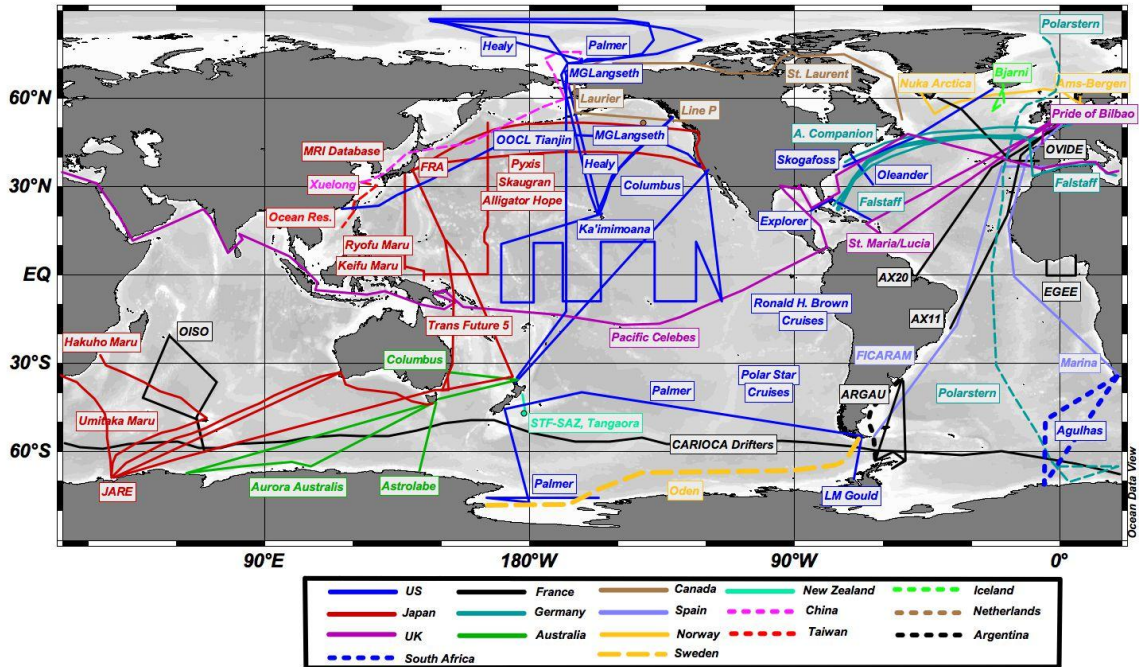 Polarstern
Healy
Palmer
MGLangseth
St. Laurent
Nuka Arctica
Bjarni
Ams-Bergen
60°N
Laurier
Line P
Pride of Bilbao
OOCL Tianjin
MGLangseth
A. Companion
MRI Database
OVIDE
FRA
Pyxis
Healy
Skogafoss
Xuelong
Skaugran
Columbus
Oleander
30°N
Alligator Hope
Falstaff
Ocean Res.
Falstaff
Ka'imimoana
Explorer
Ryofu Maru
St. Maria/Lucia
Keifu Maru
EQ
AX20
EGEE
Ronald H. Brown
Cruises
AX11
Trans Future 5
OISO
Pacific Celebes
Hakuho Maru
Columbus
FICARAM
Marina
30°S
Polar Star
Cruises
Palmer
ARGAU
Polarstern
Umitaka Maru
STF-SAZ, Tangaora
Agulhas
CARIOCA Drifters
60°S
JARE
Aurora Australis
Astrolabe
Palmer
Oden
LM Gould
Ocean Data View
90°E
180°W
90°W
0°
US
France
Canada
New Zealand
Iceland
Japan
Germany
Spain
China
Netherlands
UK
Australia
Norway
Taiwan
Argentina
South Africa
Sweden